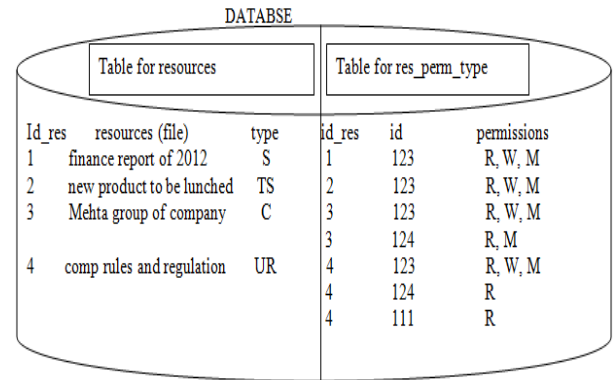 DATABSE
Table for resources
Table for res_perm_type
Id_res resources (file) type
1 finance report of 2012 S
2 new product to be lunched TS
3 Mehta group of company C
4 comp rules and regulation UR
id_res id permissions
1 123 R, W, M
2 123 R, W, M
3 123 R, W, M
3 124 R, M
4 123 R, W, M
4 124 R
4 111 R